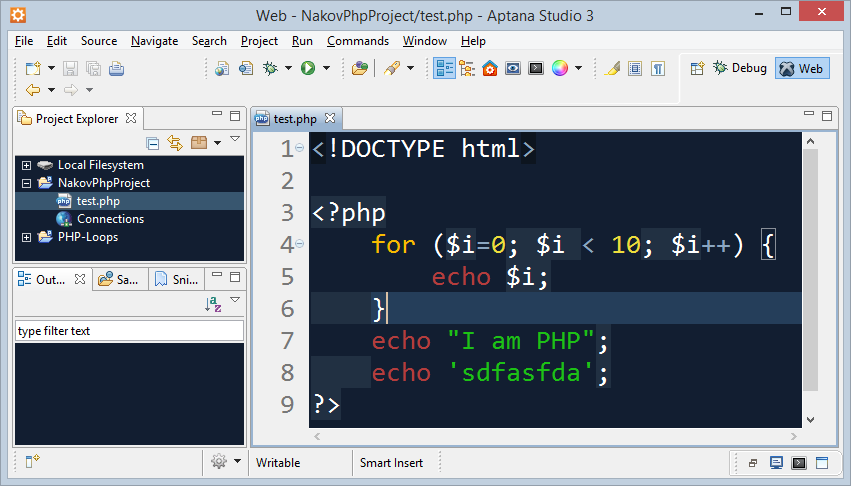 Web - NakovPhpProject/test.php - Aptana Studio 3
File Edit Source Navigate Search Project Run Commands Window Help
Debug Web
Project Explorer
Local Filesystem
NakovPhpProject
php test.php
Connections
PHP-Loops
Out... Sa... Sni...
type filter text
php test.php
1 <!DOCTYPE html>
2
3 <?php
4     for ($i=0; $i < 10; $i++) {
5         echo $i;
6     }
7     echo "I am PHP";
8     echo 'sdfasfda';
9 ?>
Writable Smart Insert